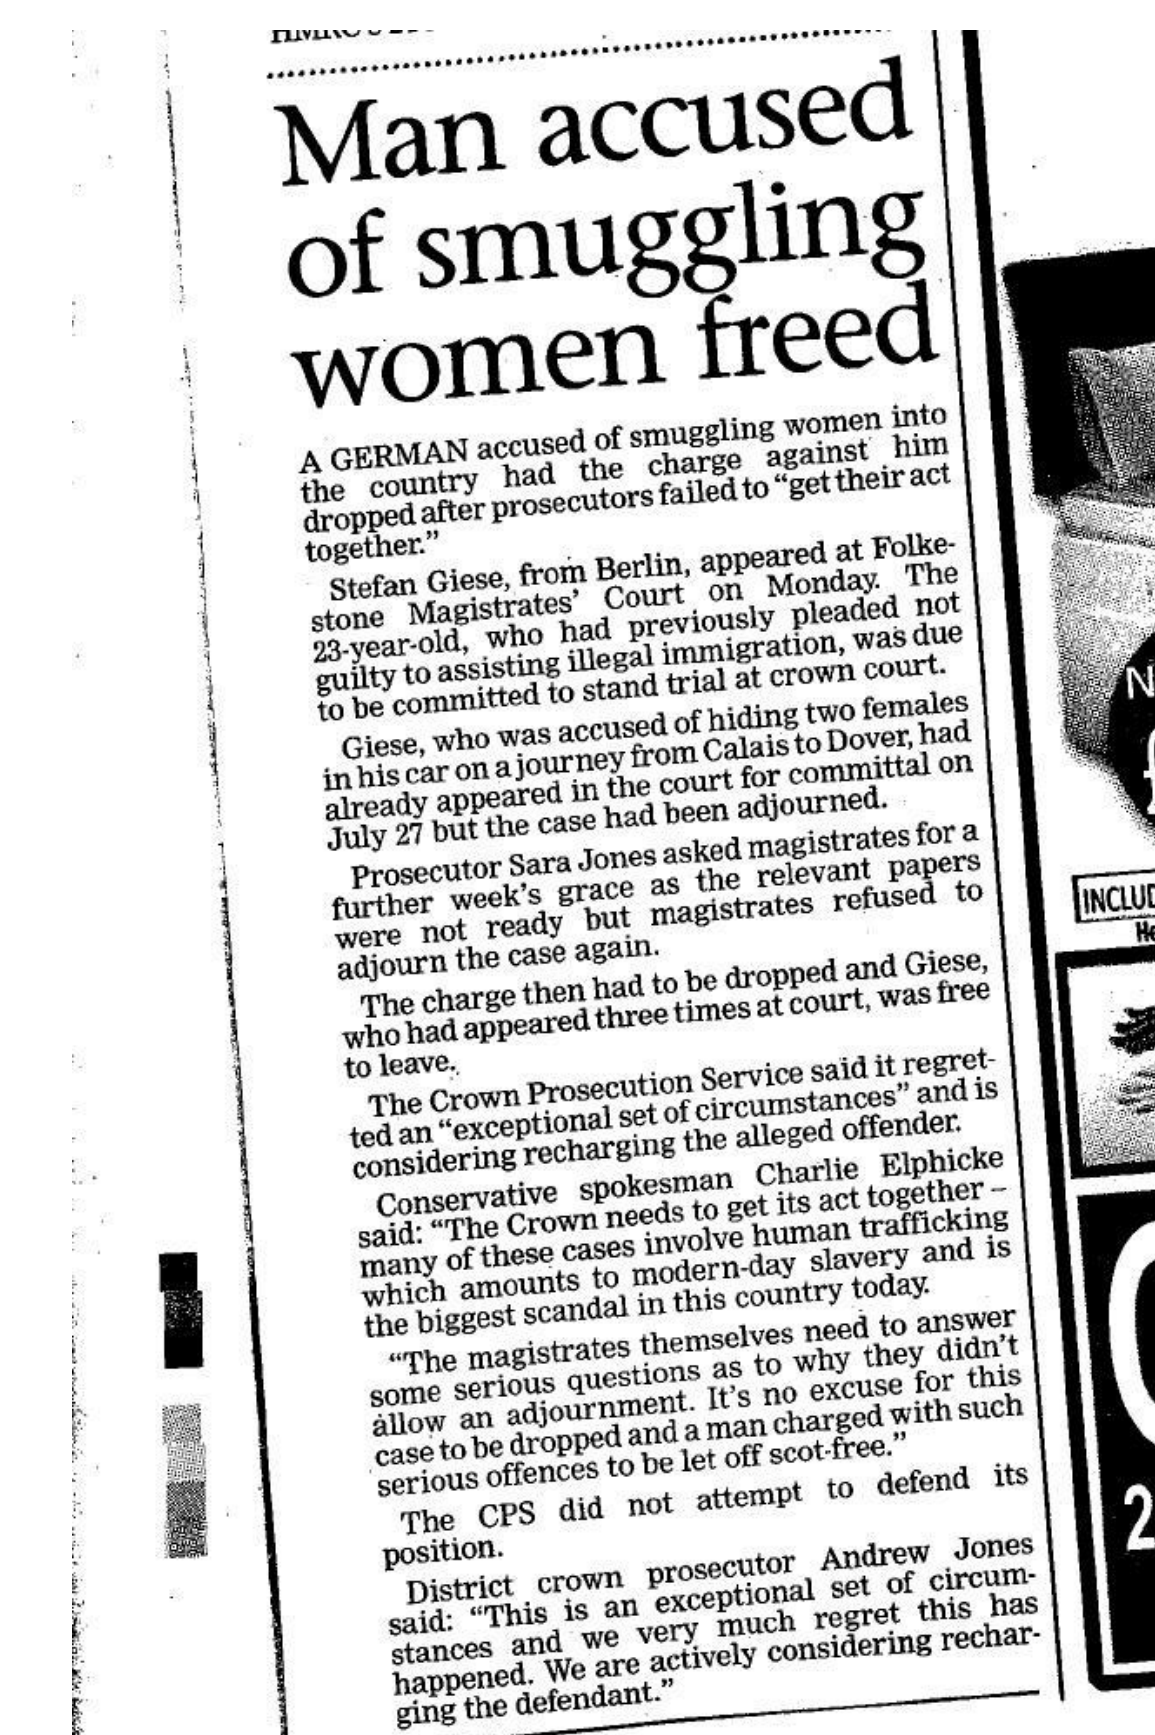 Man accused
of smuggling
women freed
A GERMAN accused of smuggling women into
the country had the charge against him
dropped after prosecutors failed to “get their act
together.”
Stefan Giese, from Berlin, appeared at Folke-
stone Magistrates’ Court on Monday. The
23-year-old, who had previously pleaded not
guilty to assisting illegal immigration, was due
to be committed to stand trial at crown court.
Giese, who was accused of hiding two females
in his car on a journey from Calais to Dover, had
already appeared in the court for committal on
July 27 but the case had been adjourned.
Prosecutor Sara Jones asked magistrates for a
further week’s grace as the relevant papers
were not ready but magistrates refused to
adjourn the case again.
The charge then had to be dropped and Giese,
who had appeared three times at court, was free
to leave.
The Crown Prosecution Service said it regret-
ted an “exceptional set of circumstances” and is
considering recharging the alleged offender.
Conservative spokesman Charlie Elphicke
said: “The Crown needs to get its act together –
many of these cases involve human trafficking
which amounts to modern-day slavery and is
the biggest scandal in this country today.
“The magistrates themselves need to answer
some serious questions as to why they didn’t
allow an adjournment. It’s no excuse for this
case to be dropped and a man charged with such
serious offences to be let off scot-free.”
The CPS did not attempt to defend its
position.
District crown prosecutor Andrew Jones
said: “This is an exceptional set of circum-
stances and we very much regret this has
happened. We are actively considering rechar-
ging the defendant.”
N
£
INCLUD
He
2